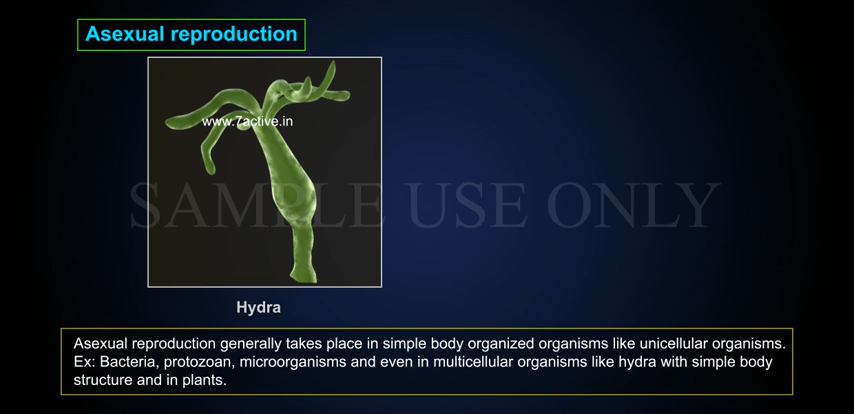 Asexual reproduction
www.7active.in
SAMPLE USE ONLY
Hydra
Asexual reproduction generally takes place in simple body organized organisms like unicellular organisms.
Ex: Bacteria, protozoan, microorganisms and even in multicellular organisms like hydra with simple body
structure and in plants.